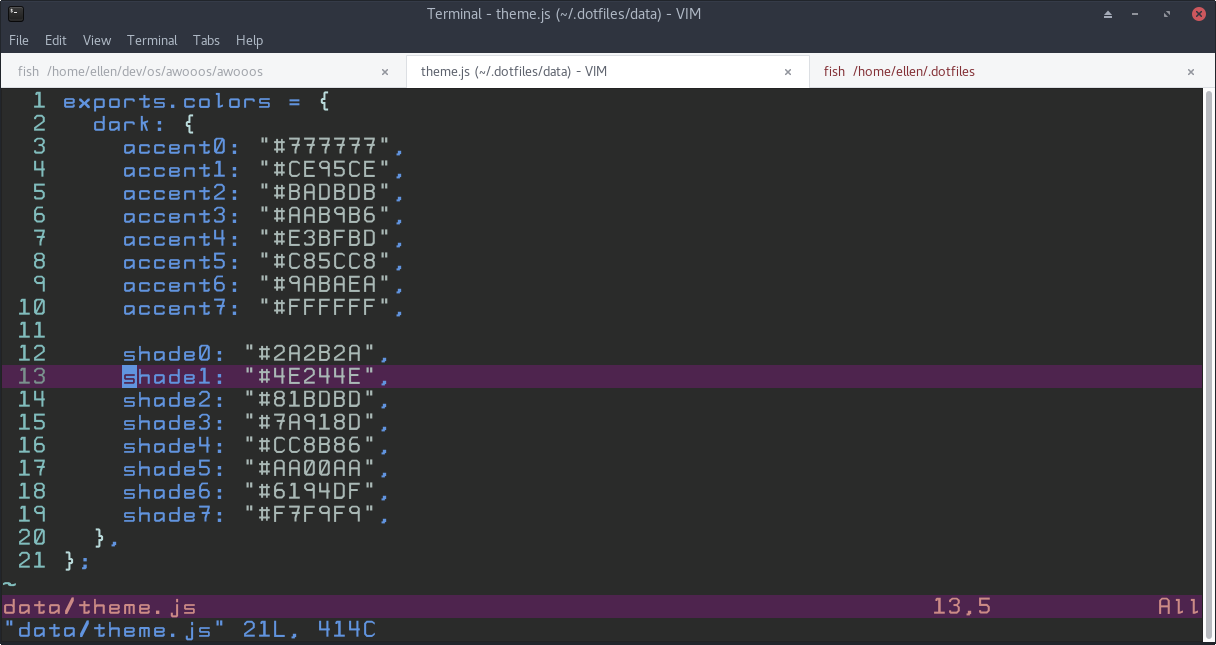 Terminal - theme.js (~/.dotfiles/data) - VIM
File Edit View Terminal Tabs Help
fish /home/ellen/dev/os/awooos/awooos
theme.js (~/.dotfiles/data) - VIM
fish /home/ellen/.dotfiles
1 exports.colors = {
2 dark: {
3 accent0: "#777777",
4 accent1: "#CE95CE",
5 accent2: "#BADBDB",
6 accent3: "#AAB9B6",
7 accent4: "#E3BFBD",
8 accent5: "#C85CC8",
9 accent6: "#9ABAEA",
10 accent7: "#FFFFFF",
11
12 shade0: "#2A2B2A",
13 shade1: "#4E244E",
14 shade2: "#81BDBD",
15 shade3: "#7A918D",
16 shade4: "#CC8B86",
17 shade5: "#AA00AA",
18 shade6: "#6194DF",
19 shade7: "#F7F9F9",
20 },
21 };
~
data/theme.js 13,5 All
"data/theme.js" 21L, 414C